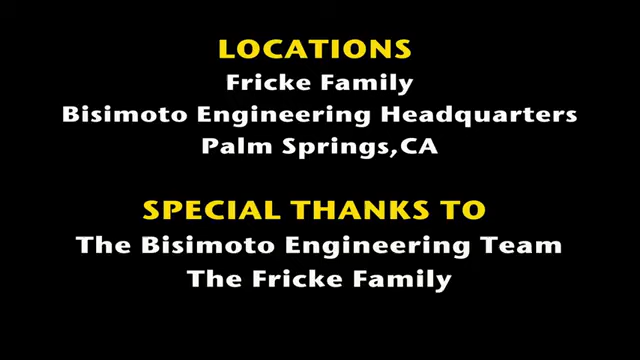 LOCATIONS
Fricke Family
Bisimoto Engineering Headquarters
Palm Springs,CA
SPECIAL THANKS TO
The Bisimoto Engineering Team
The Fricke Family